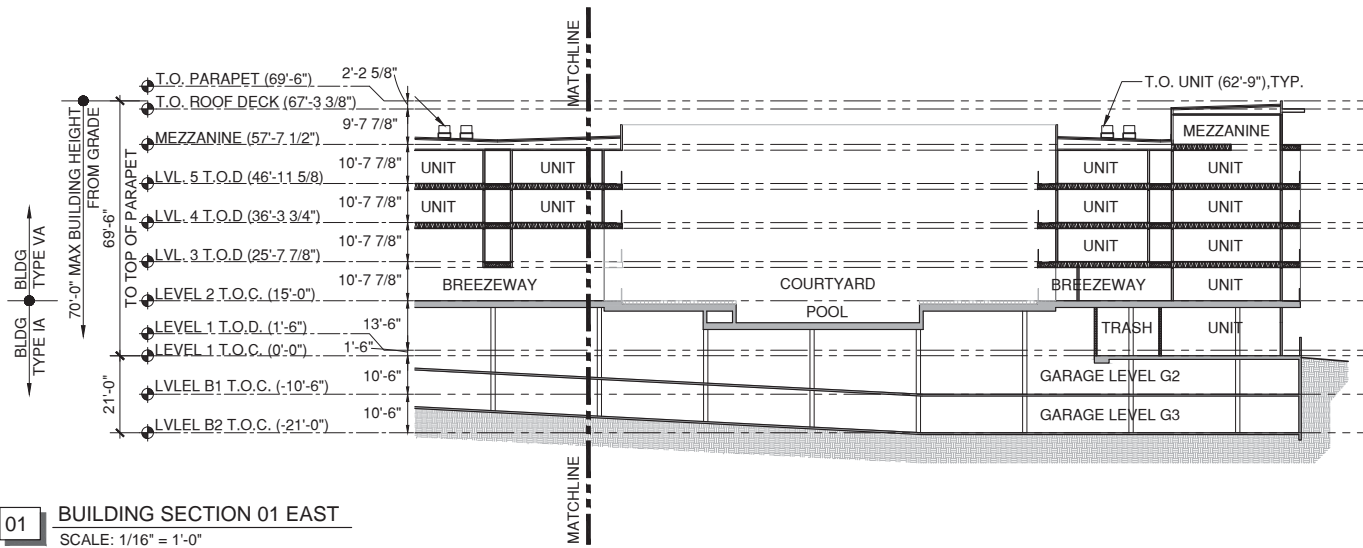 MATCHLINE
T.O. PARAPET (69'-6")
2'-2 5/8"
T.O. UNIT (62'-9"),TYP.
T.O. ROOF DECK (67'-3 3/8")
9'-7 7/8"
MEZZANINE (57'-7 1/2")
MEZZANINE
10'-7 7/8"
UNIT
UNIT
UNIT
UNIT
LVL. 5 T.O.D (46'-11 5/8)
10'-7 7/8"
UNIT
UNIT
UNIT
UNIT
LVL. 4 T.O.D (36'-3 3/4")
10'-7 7/8"
UNIT
UNIT
LVL. 3 T.O.D (25'-7 7/8")
10'-7 7/8"
BREEZEWAY
COURTYARD
BREEZEWAY
UNIT
LEVEL 2 T.O.C. (15'-0")
POOL
13'-6"
TRASH
UNIT
LEVEL 1 T.O.D. (1'-6")
1'-6"
LEVEL 1 T.O.C. (0'-0")
10'-6"
GARAGE LEVEL G2
LVLEL B1 T.O.C. (-10'-6")
10'-6"
GARAGE LEVEL G3
LVLEL B2 T.O.C. (-21'-0")
BLDG
TYPE VA
BLDG
TYPE IA
70'-0" MAX BUILDING HEIGHT
FROM GRADE
69'-6"
TO TOP OF PARAPET
21'-0"
MATCHLINE
01
BUILDING SECTION 01 EAST
SCALE: 1/16" = 1'-0"